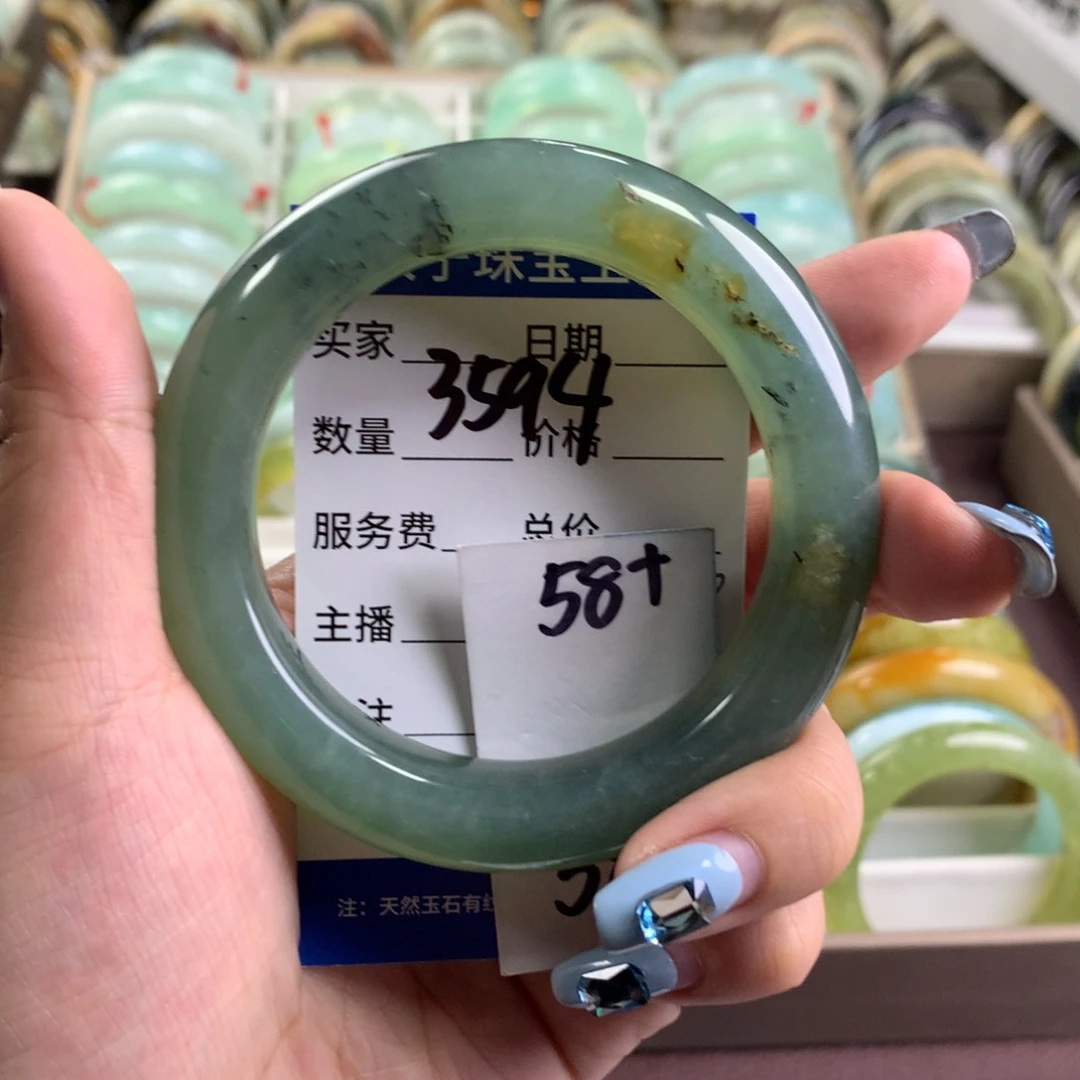 珠宝
买家 日期
3594
数量 价格
服务费 总价
58+
主播
注
注：天然玉石有